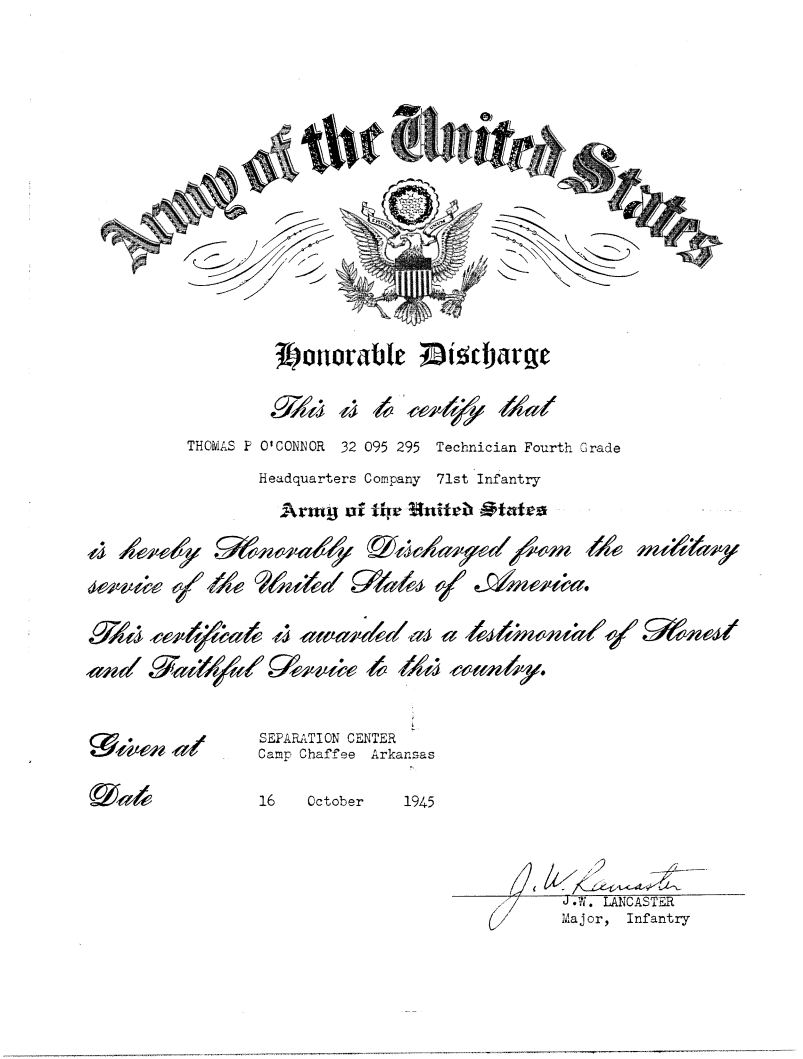 Army of the United States
Honorable Discharge
This is to certify that
THOMAS P O'CONNOR 32 095 295 Technician Fourth Grade
Headquarters Company 71st Infantry
Army of the United States
is hereby Honorably Discharged from the military
service of the United States of America.
This certificate is awarded as a testimonial of Honest
and Faithful Service to this country.
Given at SEPARATION CENTER
Camp Chaffee Arkansas
Date 16 October 1945
J. W. Lancaster
J.W. LANCASTER
Major, Infantry